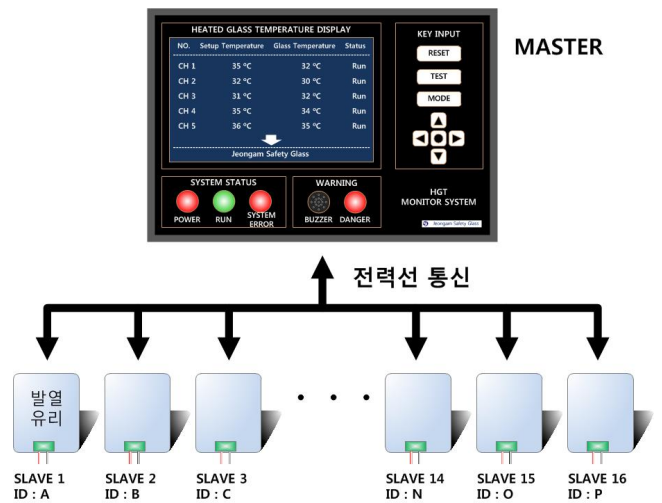 HEATED GLASS TEMPERATURE DISPLAY
NO. Setup Temperature Glass Temperature Status
CH 1 35 ℃ 32 ℃ Run
CH 2 32 ℃ 30 ℃ Run
CH 3 31 ℃ 32 ℃ Run
CH 4 35 ℃ 34 ℃ Run
CH 5 36 ℃ 35 ℃ Run
Jeongam Safety Glass
KEY INPUT
RESET
TEST
MODE
MASTER
SYSTEM STATUS
POWER RUN SYSTEM
ERROR
WARNING
BUZZER DANGER
HGT
MONITOR SYSTEM
Jeongam Safety Glass
전력선 통신
발열
유리
SLAVE 1
ID : A
SLAVE 2
ID : B
SLAVE 3
ID : C
SLAVE 14
ID : N
SLAVE 15
ID : O
SLAVE 16
ID : P